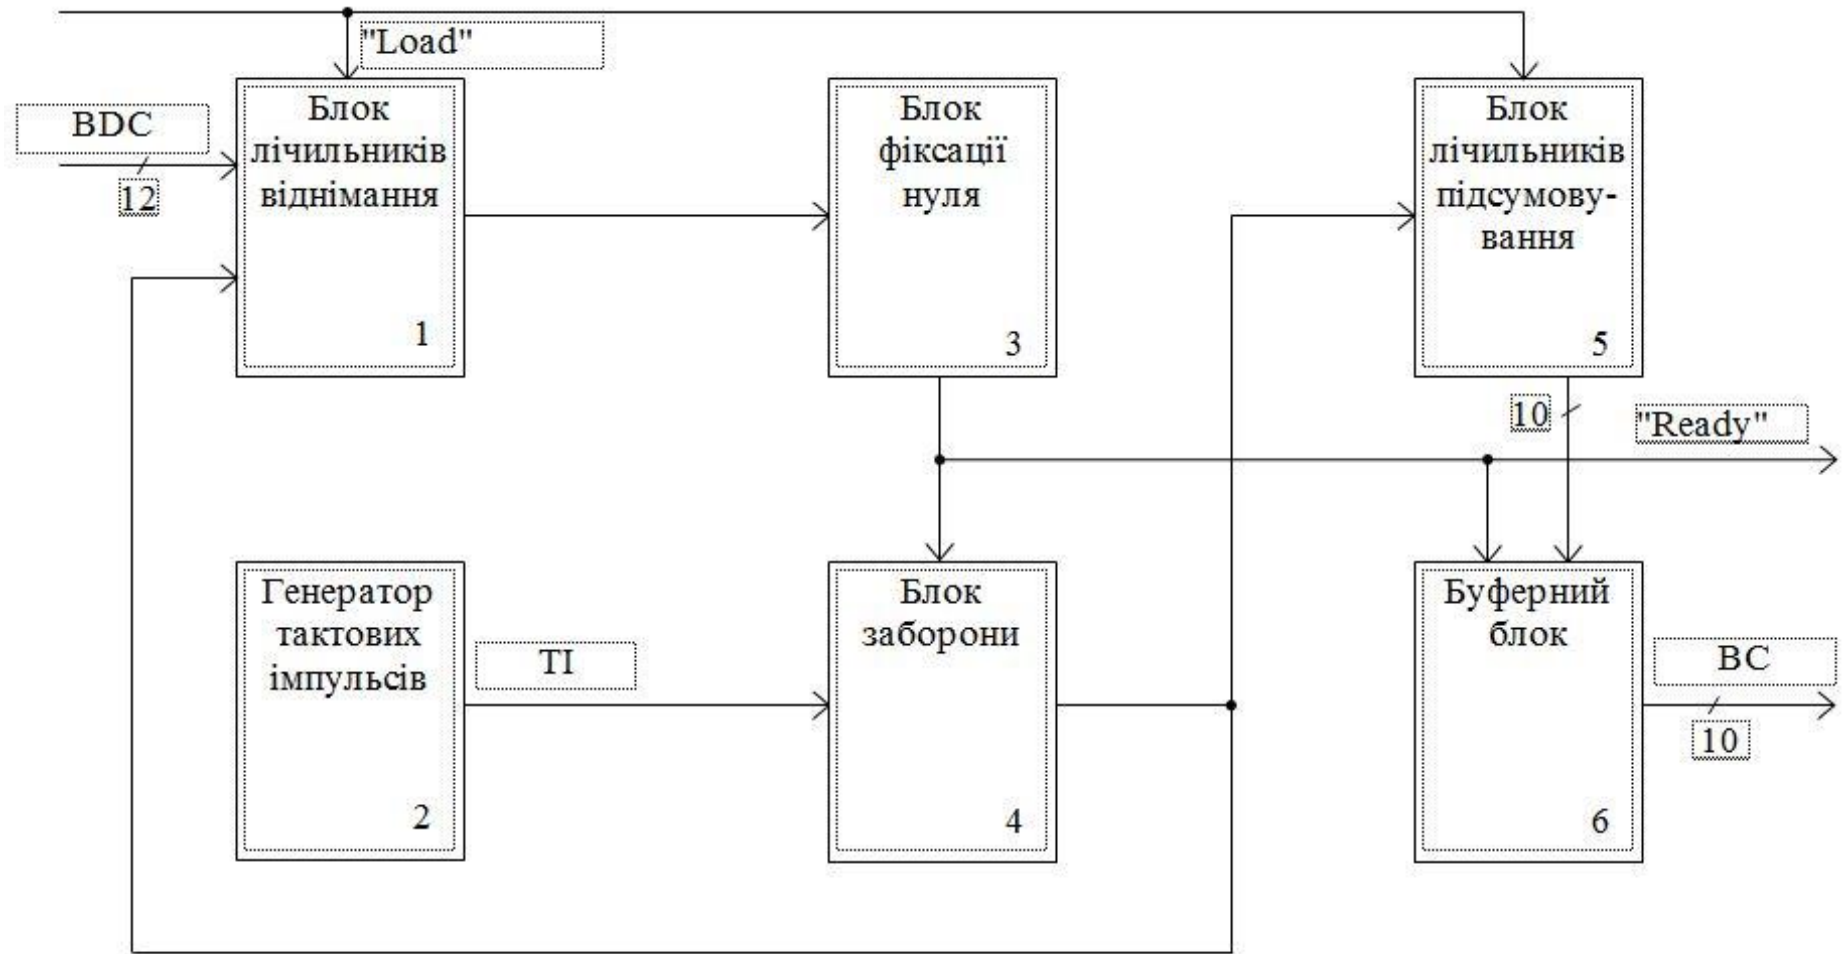 "Load"
BDC
12
Блок
лічильників
віднімання
1
Блок
фіксації
нуля
3
Блок
лічильників
підсумову-
вання
5
10
"Ready"
Генератор
тактових
імпульсів
2
ТІ
Блок
заборони
4
Буферний
блок
6
BC
10